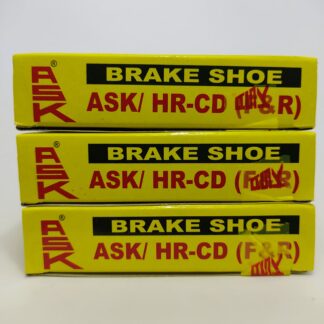 ASK®
BRAKE SHOE
ASK/ HR-CD (F&R)
ASK®
BRAKE SHOE
ASK/ HR-CD (F&R)
ASK®
BRAKE SHOE
ASK/ HR-CD (F&R)